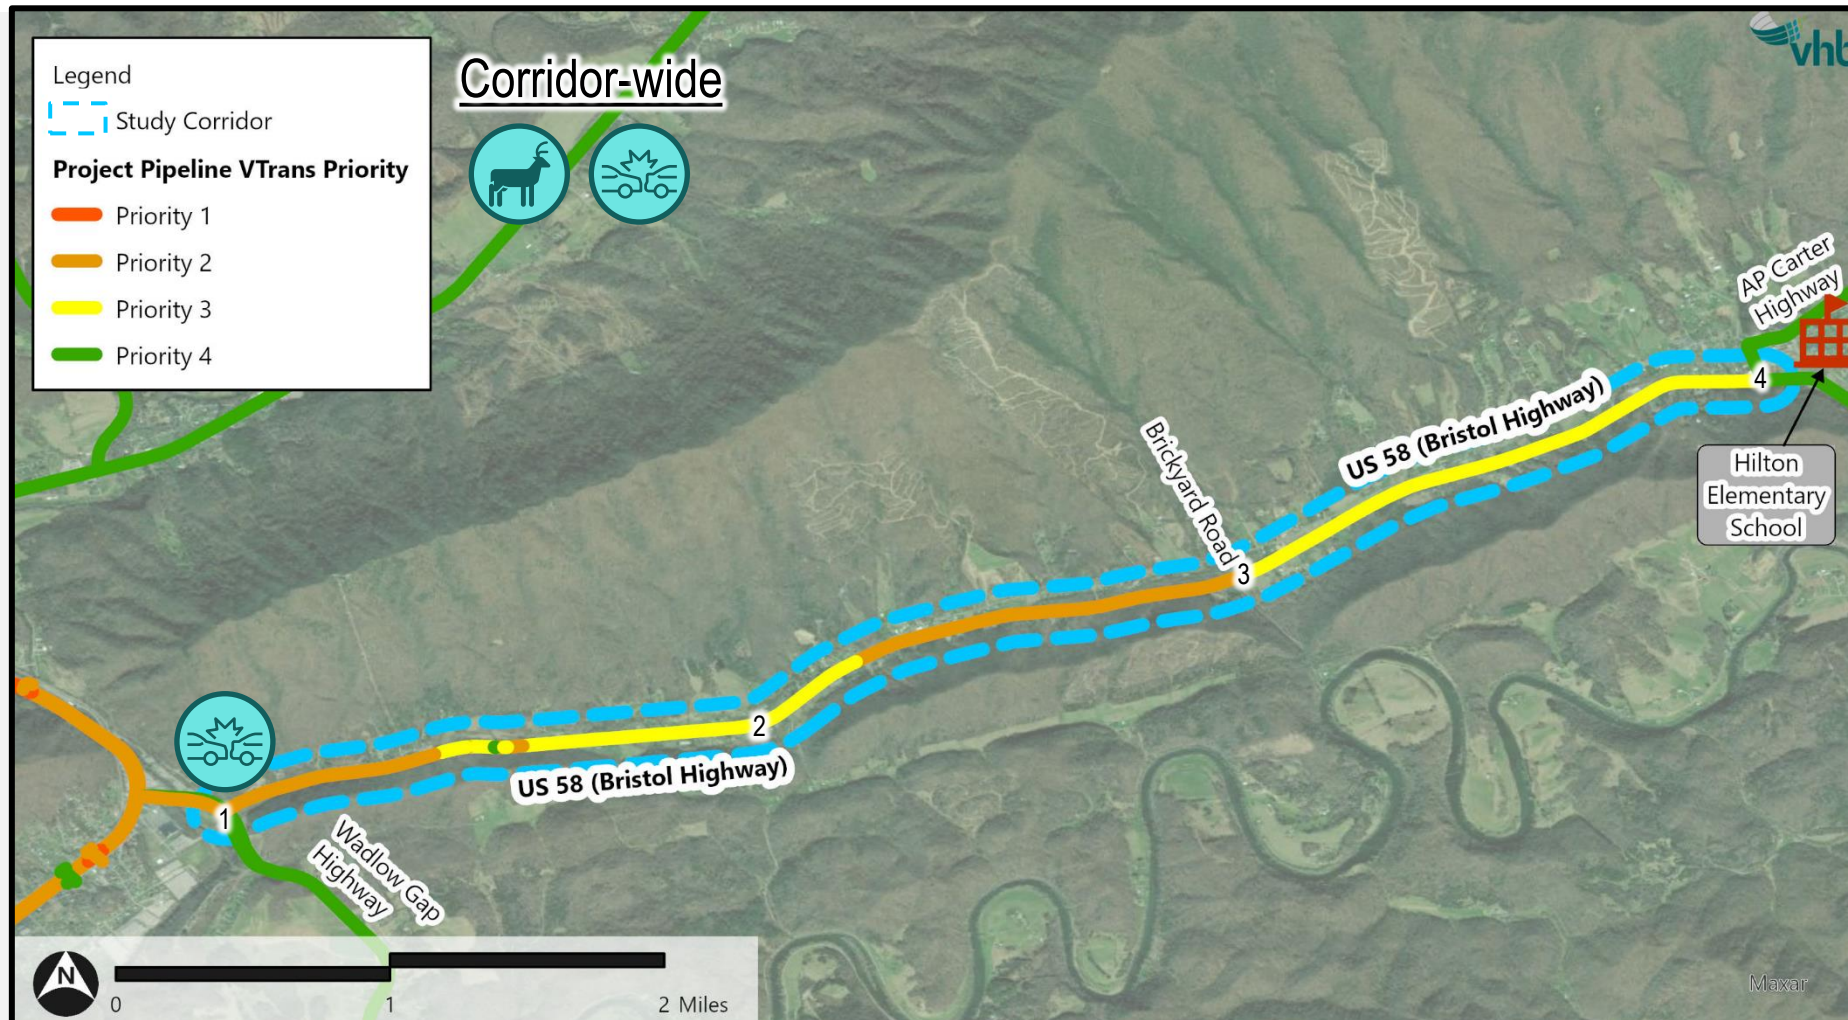 Legend
Study Corridor
Project Pipeline VTrans Priority
Priority 1
Priority 2
Priority 3
Priority 4
Corridor-wide
vhb
AP Carter
Highway
US 58 (Bristol Highway)
4
Brickyard Road
Hilton
Elementary
School
3
2
US 58 (Bristol Highway)
1
Wadlow Gap
Highway
N
0 1 2 Miles
Maxar